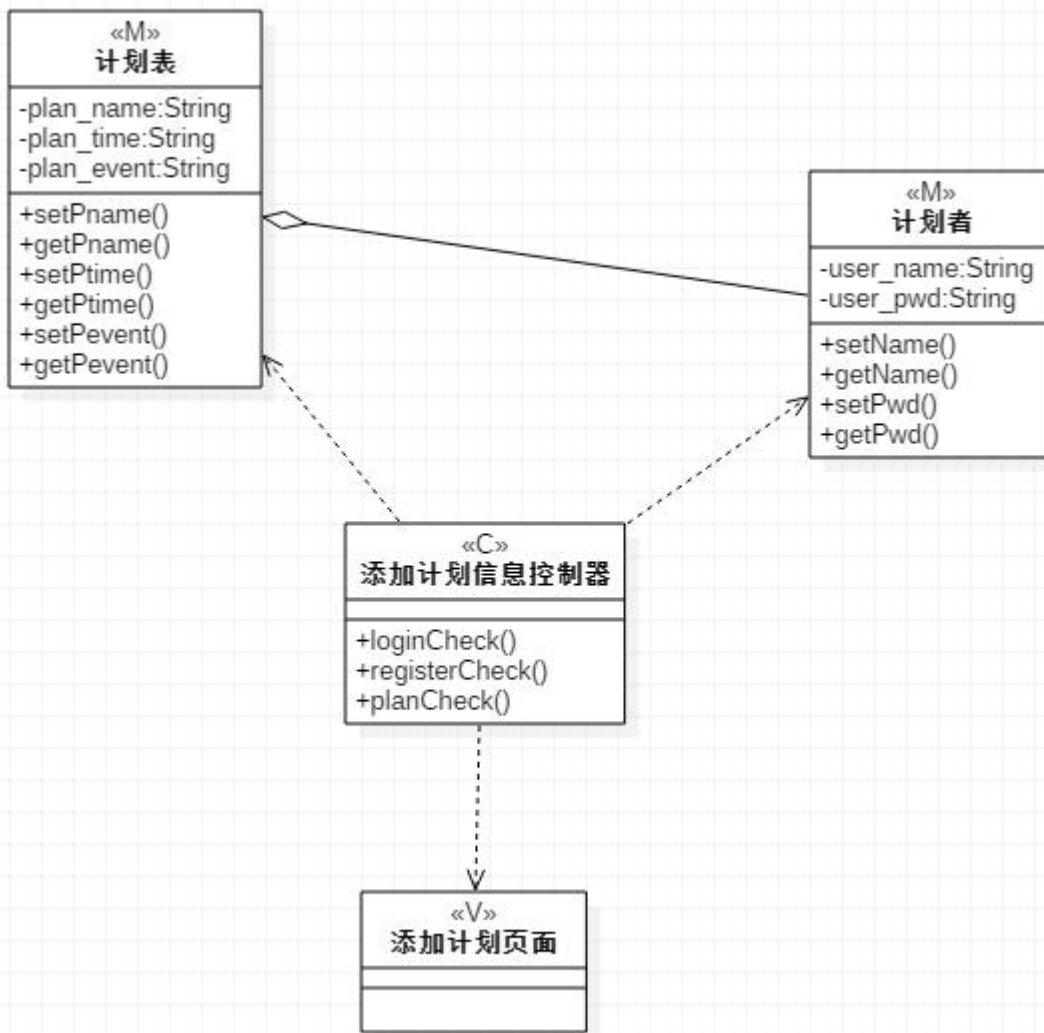 «M»
计划表
-plan_name:String
-plan_time:String
-plan_event:String
+setPname()
+getPname()
+setPtime()
+getPtime()
+setPevent()
+getPevent()
«M»
计划者
-user_name:String
-user_pwd:String
+setName()
+getName()
+setPwd()
+getPwd()
«C»
添加计划信息控制器
+loginCheck()
+registerCheck()
+planCheck()
«V»
添加计划页面